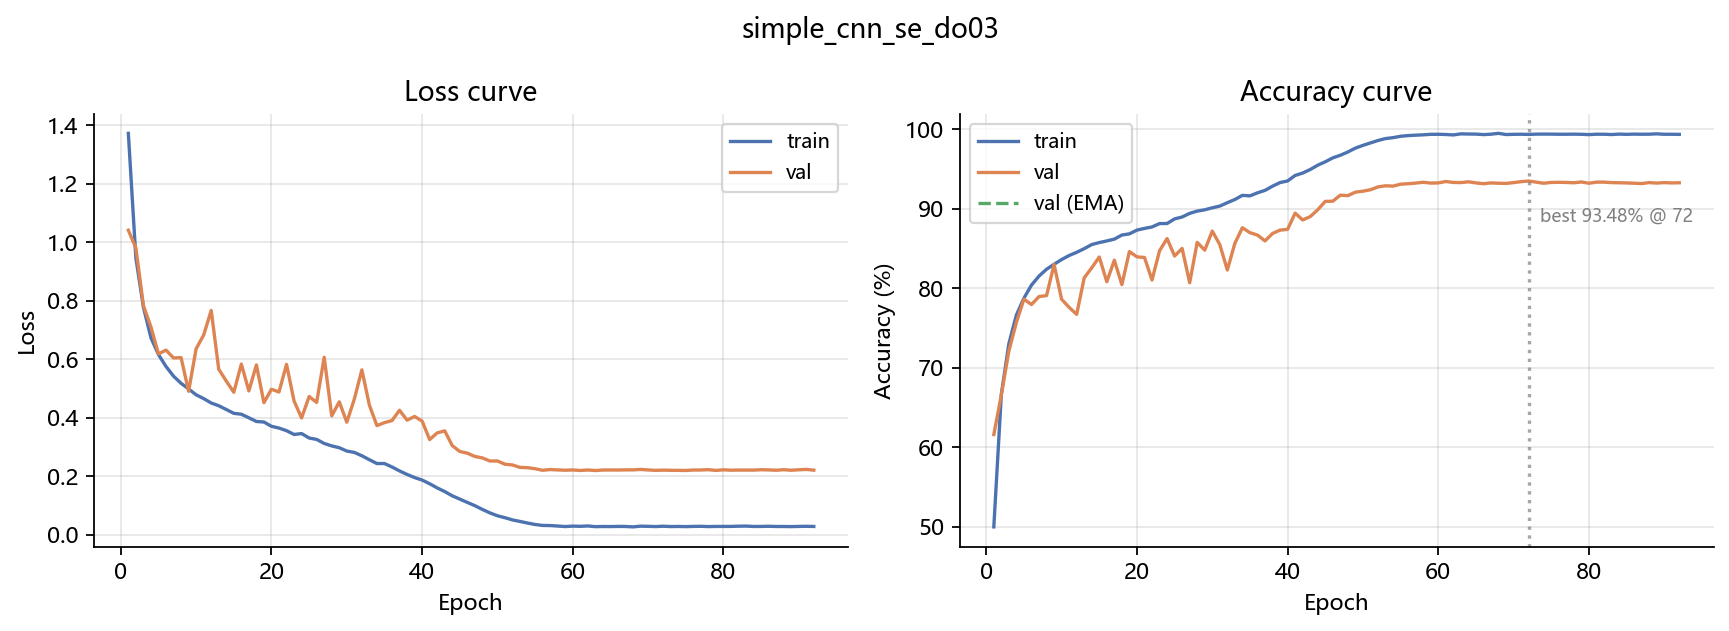 simple_cnn_se_do03
Loss curve
1.4
1.2
1.0
0.8
0.6
0.4
0.2
0.0
Loss
0
20
40
60
80
Epoch
train
val
Accuracy curve
100
90
80
70
60
50
Accuracy (%)
0
20
40
60
80
Epoch
train
val
val (EMA)
best 93.48% @ 72